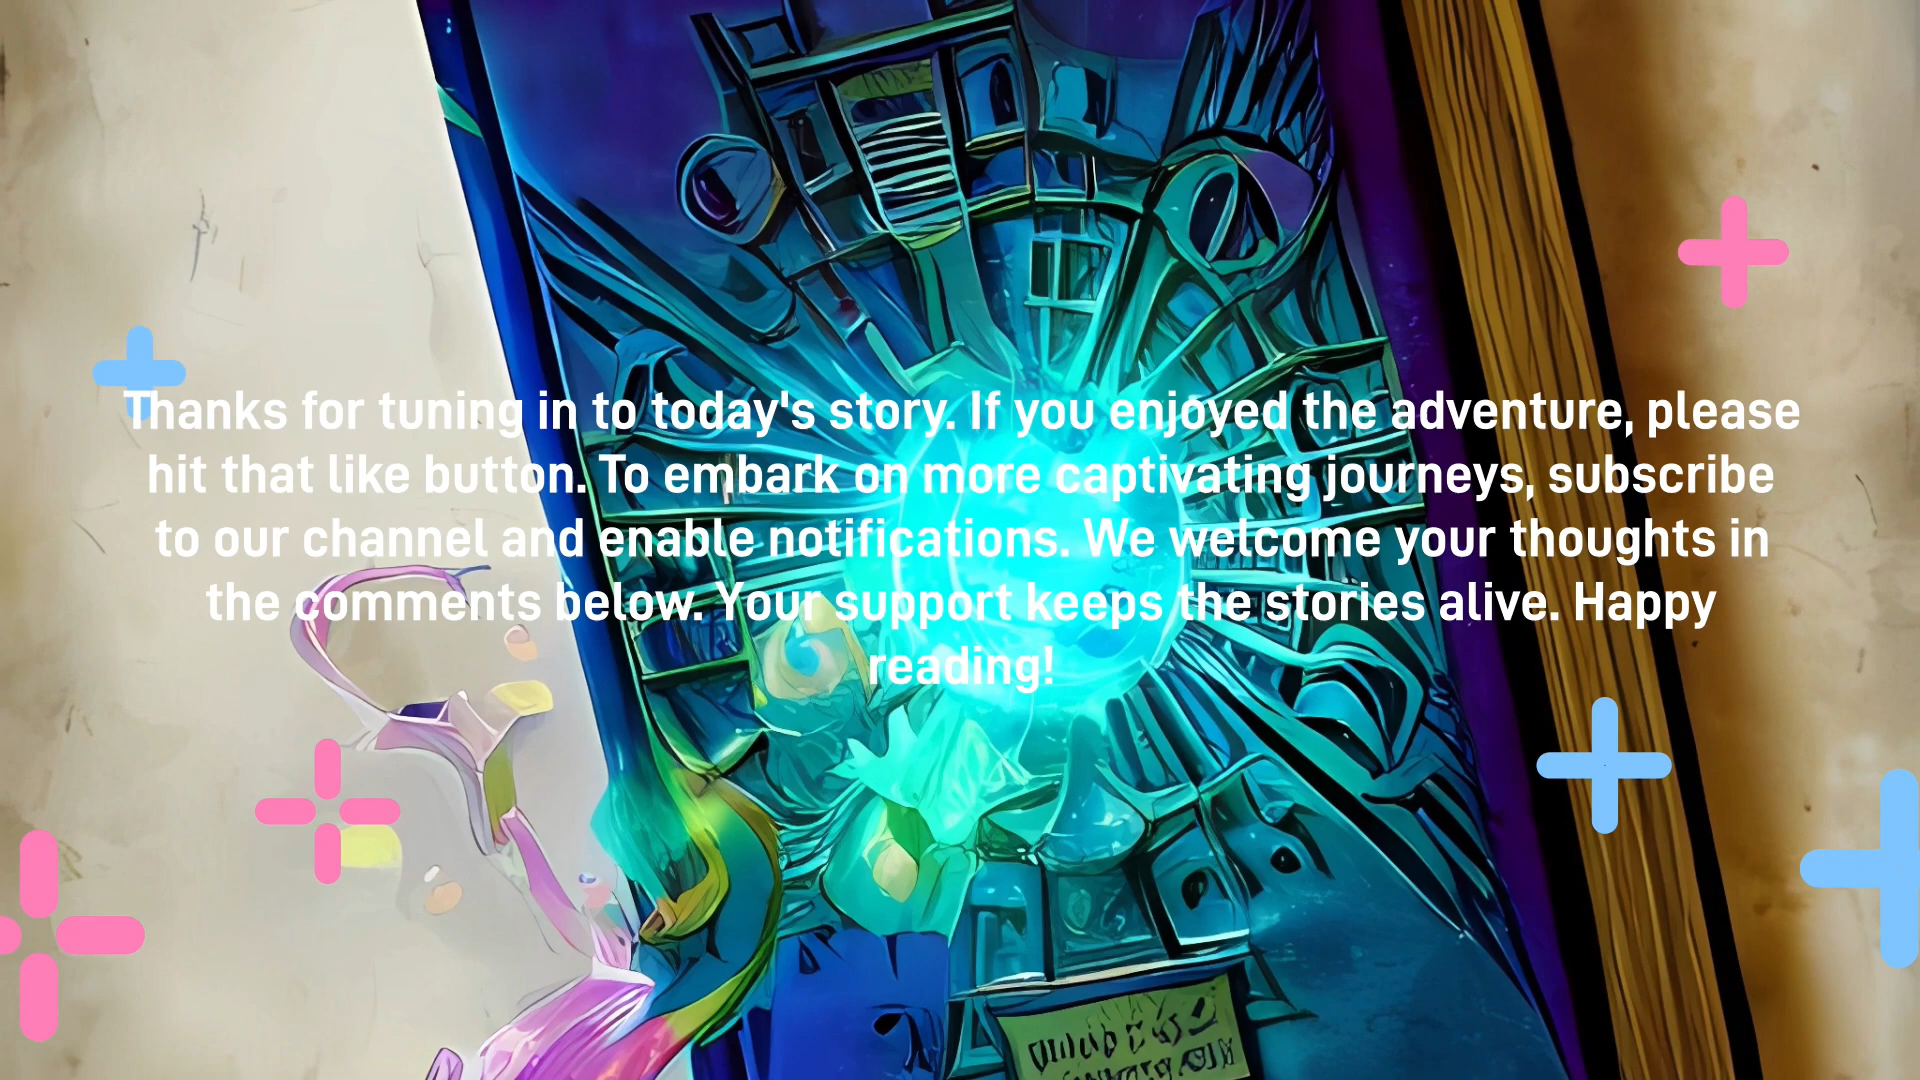 Thanks for tuning in to today's story. If you enjoyed the adventure, please
hit that like button. To embark on more captivating journeys, subscribe
to our channel and enable notifications. We welcome your thoughts in
the comments below. Your support keeps the stories alive. Happy
reading!